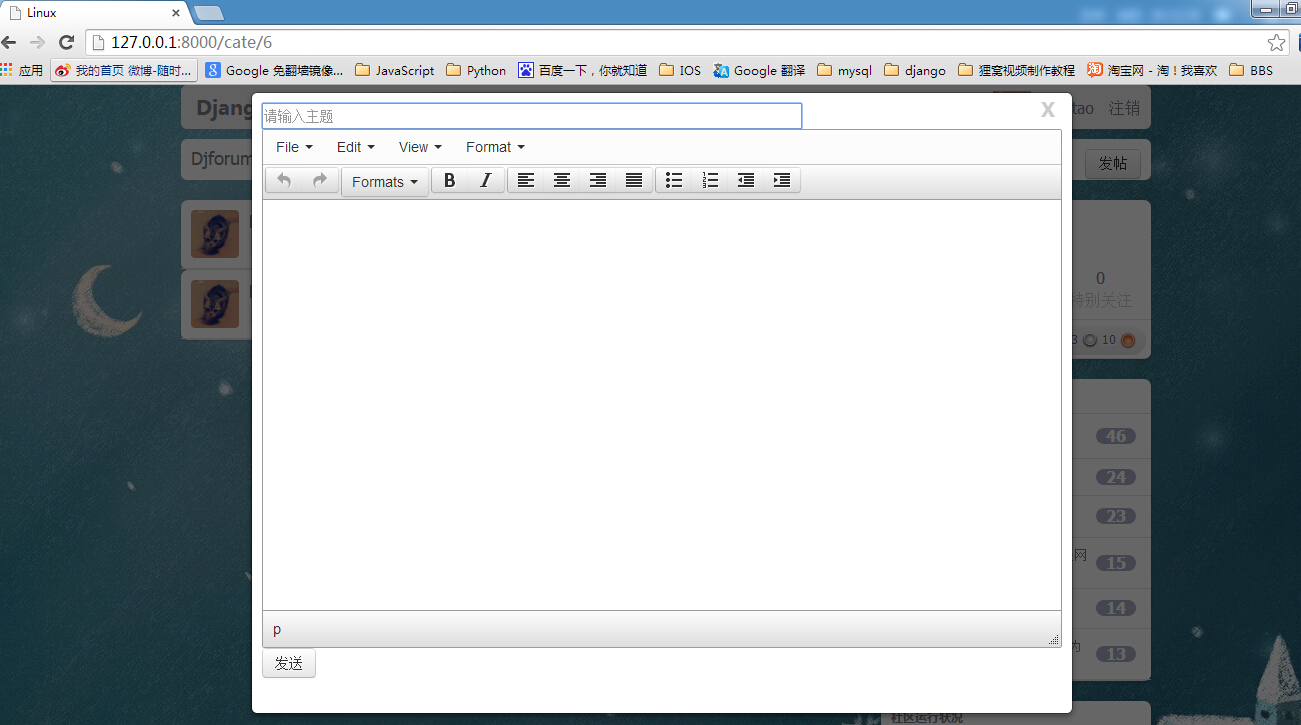 Linux
127.0.0.1:8000/cate/6
应用 我的首页 微博-随时... Google 免翻墙镜像... JavaScript Python 百度一下，你就知道 IOS Google 翻译 mysql django 狸窝视频制作教程 淘宝网 - 淘！我喜欢 BBS
Djang
tao 注销
请输入主题
X
Djforum
发帖
File Edit View Format
Formats B I
0
特别关注
3 10
46
24
23
网
15
14
的
13
p
发送
社区运行状况